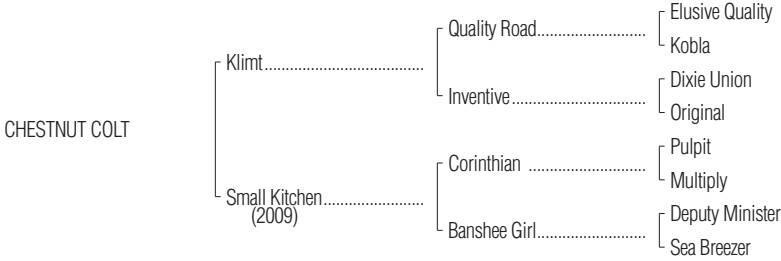 Elusive Quality
Quality Road
Kobla
Klimt
Dixie Union
Inventive
Original
CHESTNUT COLT
Pulpit
Corinthian
Multiply
Small Kitchen
(2009)
Deputy Minister
Banshee Girl
Sea Breezer